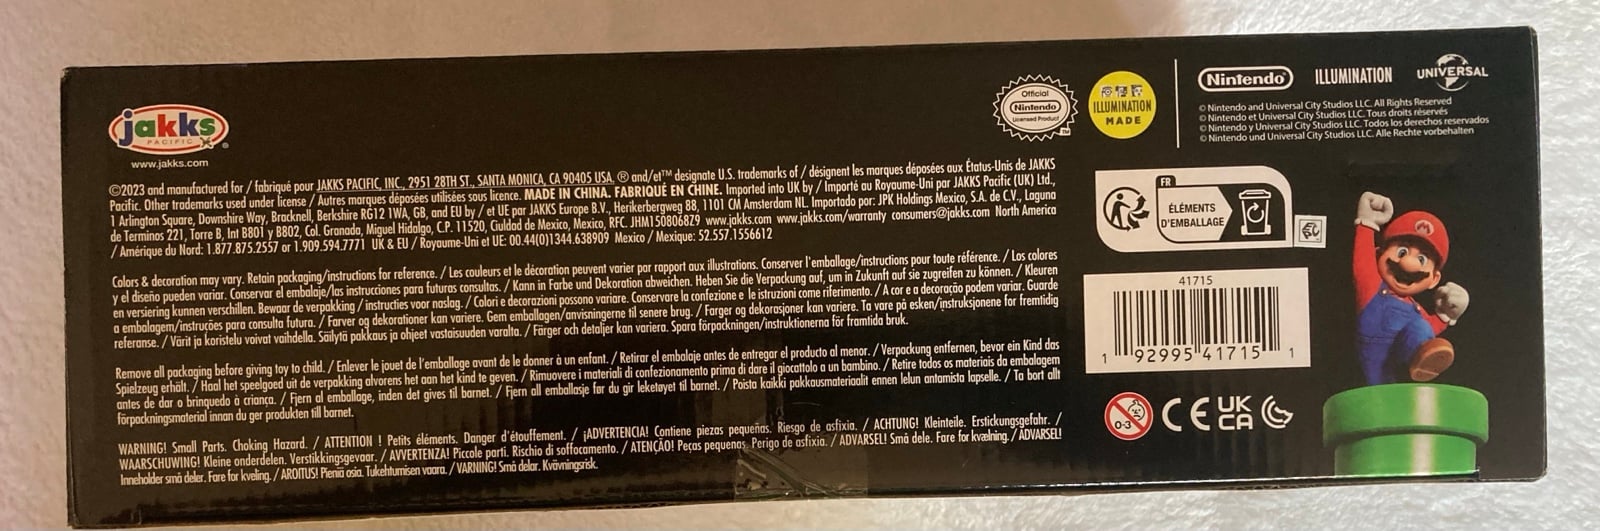 jakks
PACIFIC
®
www.jakks.com
©2023 and manufactured for / fabriqué pour JAKKS PACIFIC, INC., 2951 28TH ST., SANTA MONICA, CA 90405 USA. ® and/et™ designate U.S. trademarks of / désignent les marques déposées aux États-Unis de JAKKS
Pacific. Other trademarks used under license / Autres marques déposées utilisées sous licence. MADE IN CHINA. FABRIQUÉ EN CHINE. Imported into UK by / Importé au Royaume-Uni par JAKKS Pacific (UK) Ltd.,
1 Arlington Square, Downshire Way, Bracknell, Berkshire RG12 1WA, GB, and EU by / et UE par JAKKS Europe B.V., Herikerbergweg 88, 1101 CM Amsterdam NL. Importado por: JPK Holdings Mexico, S.A. de C.V., Laguna
de Terminos 221, Torre B, Int B801 y B802, Col. Granada, Miguel Hidalgo, C.P. 11520, Ciuldad de Mexico, Mexico, RFC. JHM150806829 www.jakks.com www.jakks.com/warranty consumers@jakks.com North America
/ Amérique du Nord: 1.877.875.2557 or 1.909.594.7771 UK & EU / Royaume-Uni et UE: 00.44(0)1344.638909 Mexico / Mexique: 52.557.1556612
Colors & decoration may vary. Retain packaging/instructions for reference. / Les couleurs et le décoration peuvent varier par rapport aux illustrations. Conserver l'emballage/instructions pour toute référence. / Los colores
y el diseño pueden variar. Conservar el embalaje/las instrucciones para futuras consultas. / Kann in Farbe und Dekoration abweichen. Heben Sie die Verpackung auf, um in Zukunft auf sie zugreifen zu können. / Kleuren
en versiering kunnen verschillen. Bewaar de verpakking / instructies voor naslag. / Colori e decorazioni possono variare. Conservare la confezione e le istruzioni come riferimento. / A cor e a decoração podem variar. Guarde
a embalagem/instruções para consulta futura. / Farver og dekorationer kan variere. Gem emballagen/anvisningerne til senere brug. / Farger og dekorasjoner kan variere. Ta vare på esken/instruksjonene for fremtidig
referanse. / Värit ja koristelu voivat vaihdella. Säilytä pakkaus ja ohjeet vastaisuuden varalta. / Färger och detaljer kan variera. Spara förpackningen/instruktionerna för framtida bruk.
Remove all packaging before giving toy to child. / Enlever le jouet de l'emballage avant de le donner à un enfant. / Retirar el embalaje antes de entregar el producto al menor. / Verpackung entfernen, bevor ein Kind das
Spielzeug erhält. / Haal het speelgoed uit de verpakking alvorens het aan het kind te geven. / Rimuovere i materiali di confezionamento prima di dare il giocattolo a un bambino. / Retire todos os materiais da embalagem
antes de dar o brinquedo à criança. / Fjern al emballage, inden det gives til barnet. / Fjern all emballasje før du gir leketøyet til barnet. / Poista kaikki pakkausmateriaalit ennen lelun antamista lapselle. / Ta bort allt
förpackningsmaterial innan du ger produkten till barnet.
WARNING! Small Parts. Choking Hazard. / ATTENTION ! Petits éléments. Danger d'étouffement. / ¡ADVERTENCIA! Contiene piezas pequeñas. Riesgo de asfixia. / ACHTUNG! Kleinteile. Erstickungsgefahr. /
WAARSCHUWING! Kleine onderdelen. Verstikkingsgevaar. / AVVERTENZA! Piccole parti. Rischio di soffocamento. / ATENÇÃO! Peças pequenas. Perigo de asfixia. / ADVARSEL! Små dele. Fare for kvælning. / ADVARSEL!
Inneholder små deler. Fare for kveling. / AROITUS! Pieniä osia. Tukehtumisen vaara. / VARNING! Små delar. Kvävningsrisk.
Official
Nintendo
Licensed Product
TM
ILLUMINATION
MADE
Nintendo
ILLUMINATION
UNIVERSAL
© Nintendo and Universal City Studios LLC. All Rights Reserved
© Nintendo et Universal City Studios LLC. Tous droits réservés
© Nintendo y Universal City Studios LLC. Todos los derechos reservados
© Nintendo und Universal City Studios LLC. Alle Rechte vorbehalten
FR
ÉLÉMENTS
D'EMBALLAGE
41715
1 92995 41715 1
0-3
CE
UK
CA
M